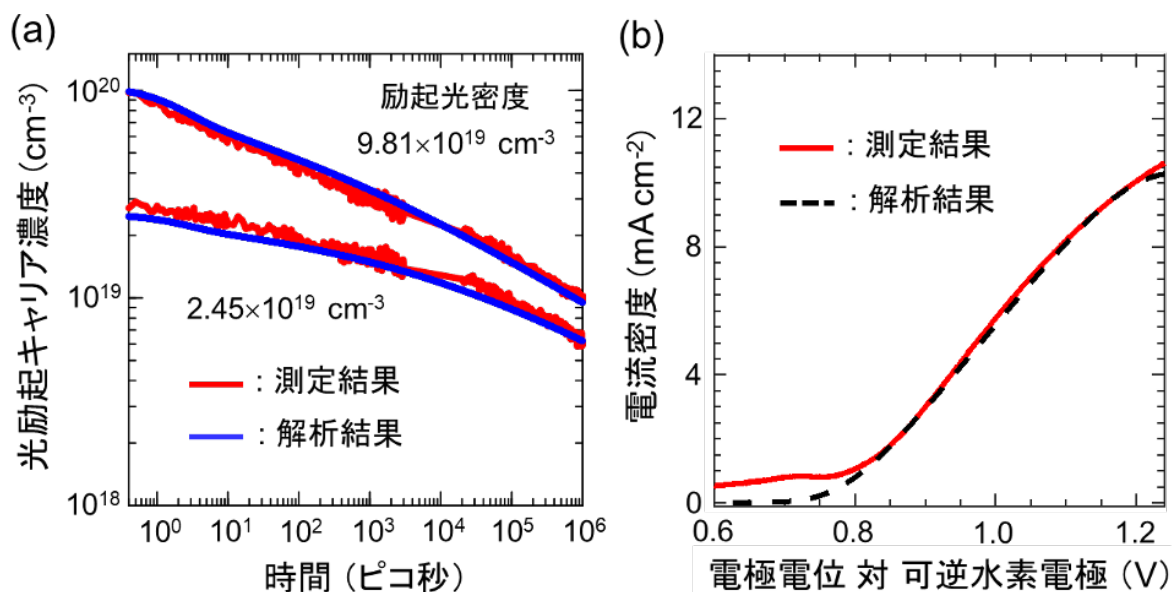 (a)
光励起キャリア濃度 (cm-3)
10^20
10^19
10^18
励起光密度
9.81×10^19 cm-3
2.45×10^19 cm-3
: 測定結果
: 解析結果
10^0 10^1 10^2 10^3 10^4 10^5 10^6
時間 (ピコ秒)
(b)
電流密度 (mA cm-2)
12
8
4
0
: 測定結果
: 解析結果
0.6 0.8 1.0 1.2
電極電位 対 可逆水素電極 (V)